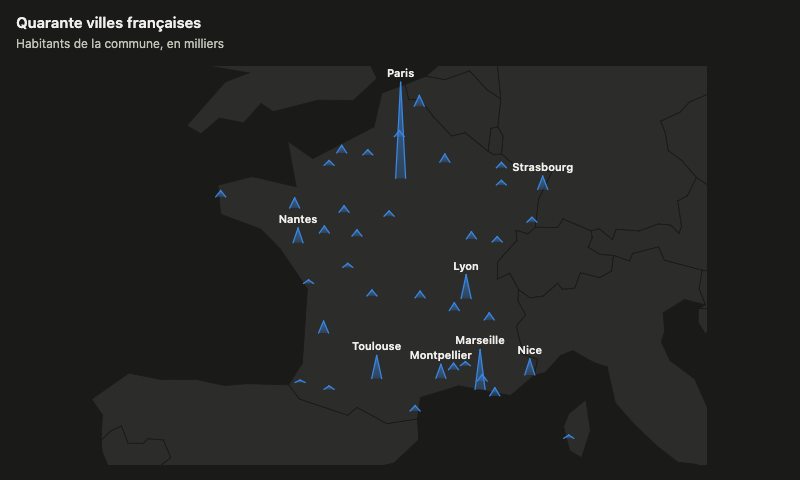 Quarante villes françaises
Habitants de la commune, en milliers
Paris
Strasbourg
Nantes
Lyon
Marseille
Toulouse
Nice
Montpellier